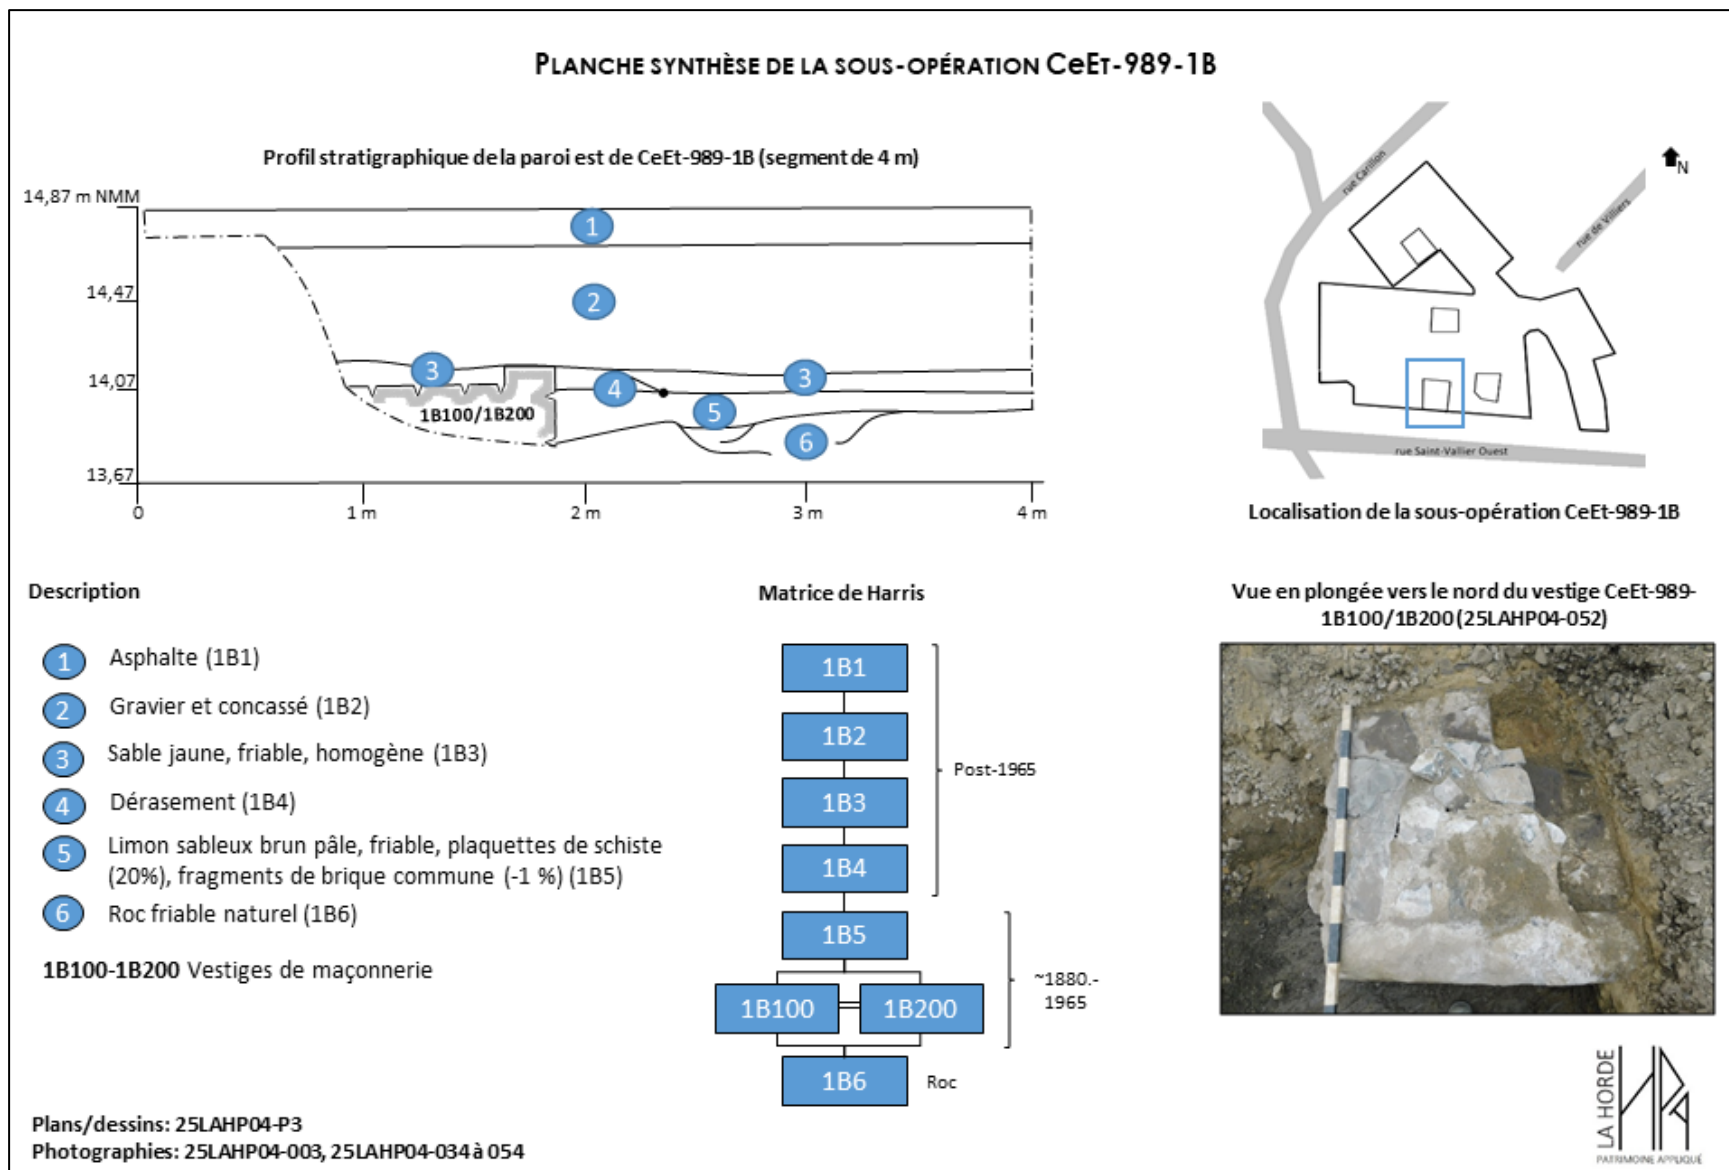 PLANCHE SYNTHÈSE DE LA SOUS-OPÉRATION CEET-989-1B
Profil stratigraphique de la paroi est de CeEt-989-1B (segment de 4 m)
14,87 m NMM
14,47
14,07
13,67
0
1 m
2 m
3 m
4 m
1
2
3
3
4
5
6
1B100/1B200
rue Carillon
rue de Villiers
N
rue Saint-Vallier Ouest
Localisation de la sous-opération CeEt-989-1B
Description
1 Asphalte (1B1)
2 Gravier et concassé (1B2)
3 Sable jaune, friable, homogène (1B3)
4 Dérasement (1B4)
5 Limon sableux brun pâle, friable, plaquettes de schiste
(20%), fragments de brique commune (-1 %) (1B5)
6 Roc friable naturel (1B6)
1B100-1B200 Vestiges de maçonnerie
Matrice de Harris
1B1
1B2
1B3
1B4
Post-1965
1B5
1B100 1B200
~1880.-
1965
1B6 Roc
Vue en plongée vers le nord du vestige CeEt-989-
1B100/1B200 (25LAHP04-052)
Plans/dessins: 25LAHP04-P3
Photographies: 25LAHP04-003, 25LAHP04-034 à 054
LA HORDE
PATRIMOINE APPLIQUÉ